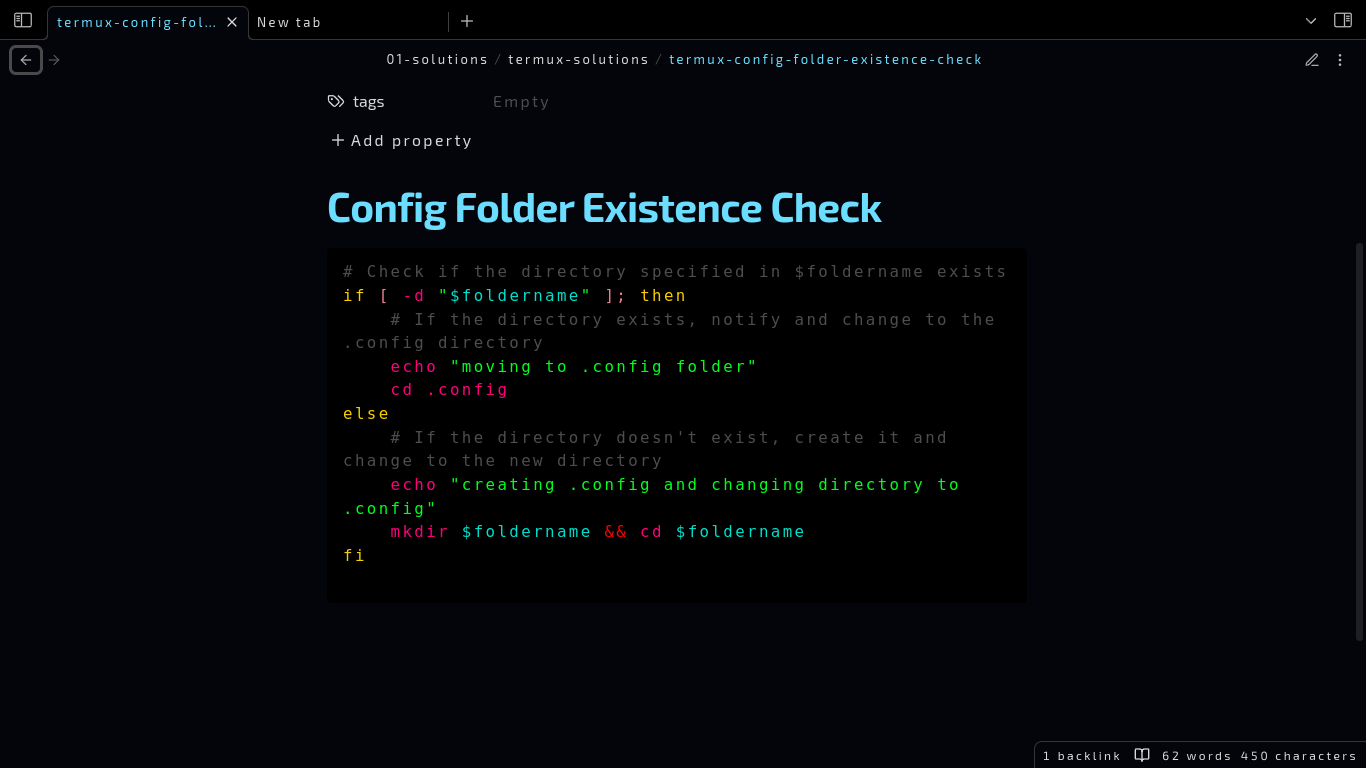 termux-config-fol...
New tab
01-solutions / termux-solutions / termux-config-folder-existence-check
tags Empty
Add property
Config Folder Existence Check
# Check if the directory specified in $foldername exists
if [ -d "$foldername" ]; then
    # If the directory exists, notify and change to the
.config directory
    echo "moving to .config folder"
    cd .config
else
    # If the directory doesn't exist, create it and
change to the new directory
    echo "creating .config and changing directory to
.config"
    mkdir $foldername && cd $foldername
fi
1 backlink 62 words 450 characters